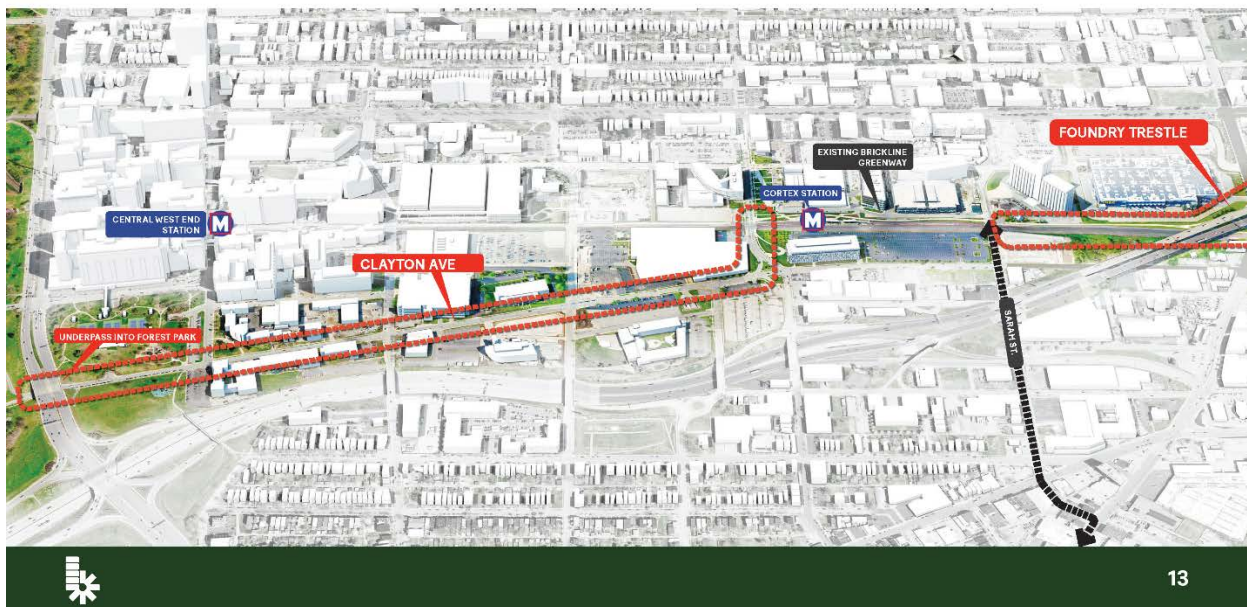 FOUNDRY TRESTLE
EXISTING BRICKLINE
GREENWAY
CORTEX STATION
CENTRAL WEST END
STATION
M
M
CLAYTON AVE
UNDERPASS INTO FOREST PARK
SARAH ST.
13